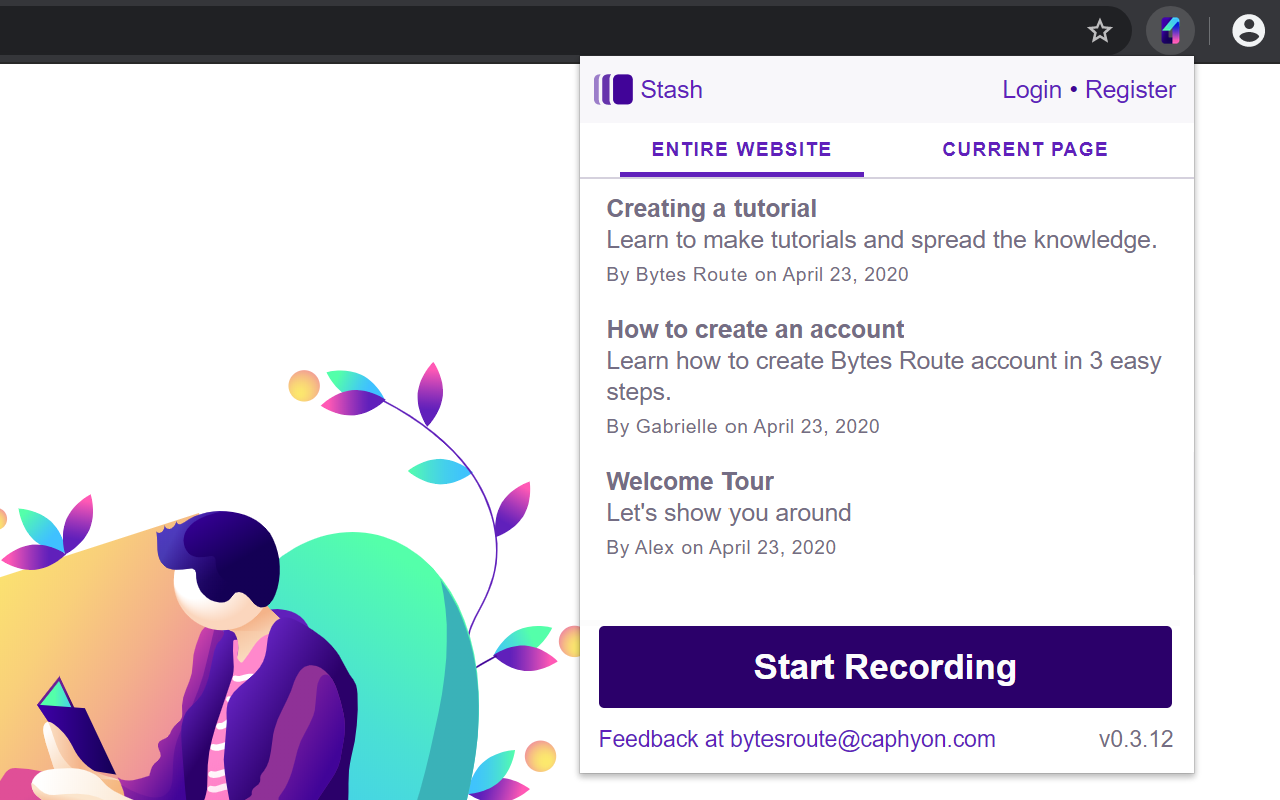 Stash
Login • Register
ENTIRE WEBSITE
CURRENT PAGE
Creating a tutorial
Learn to make tutorials and spread the knowledge.
By Bytes Route on April 23, 2020
How to create an account
Learn how to create Bytes Route account in 3 easy
steps.
By Gabrielle on April 23, 2020
Welcome Tour
Let's show you around
By Alex on April 23, 2020
Start Recording
Feedback at bytesroute@caphyon.com
v0.3.12